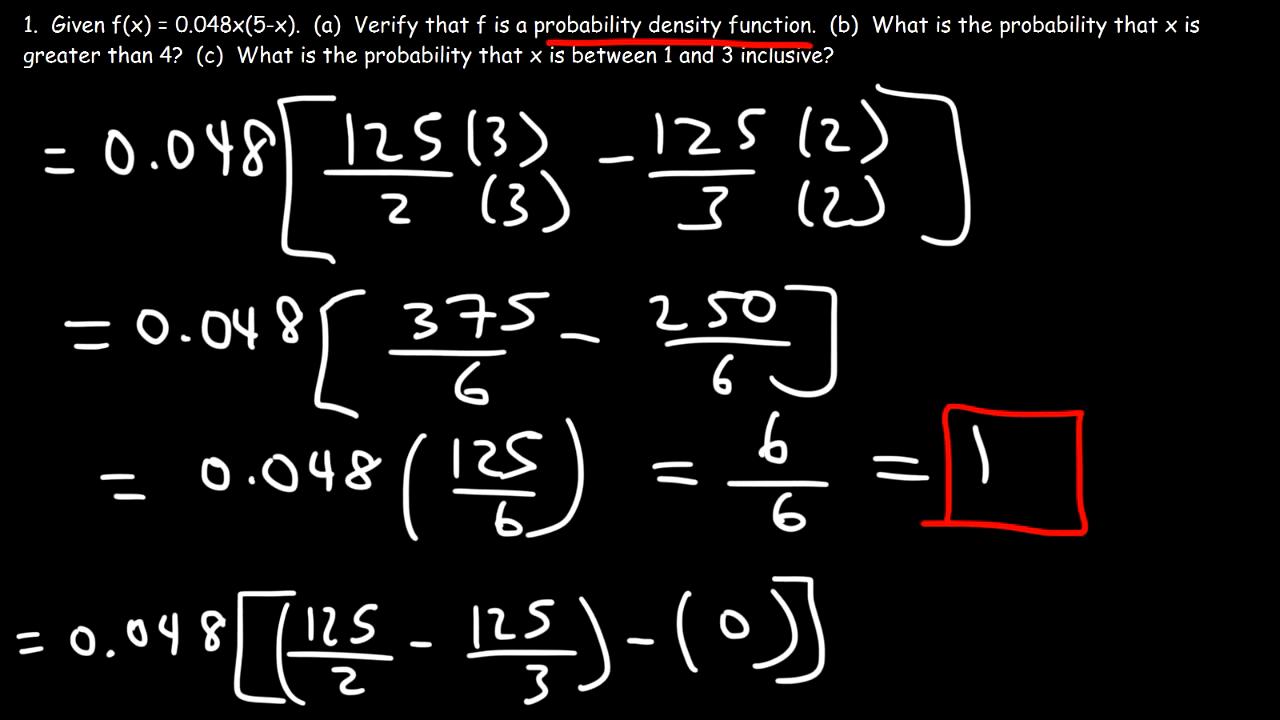 1. Given f(x) = 0.048x(5-x). (a) Verify that f is a probability density function. (b) What is the probability that x is
greater than 4? (c) What is the probability that x is between 1 and 3 inclusive?
= 0.048 [ 125 (3) / 2 (3) - 125 (2) / 3 (2) ]
= 0.048 [ 375 / 6 - 250 / 6 ]
= 0.048 ( 125 / 6 ) = 6 / 6 = 1
= 0.048 [ ( 125 / 2 - 125 / 3 ) - ( 0 ) ]